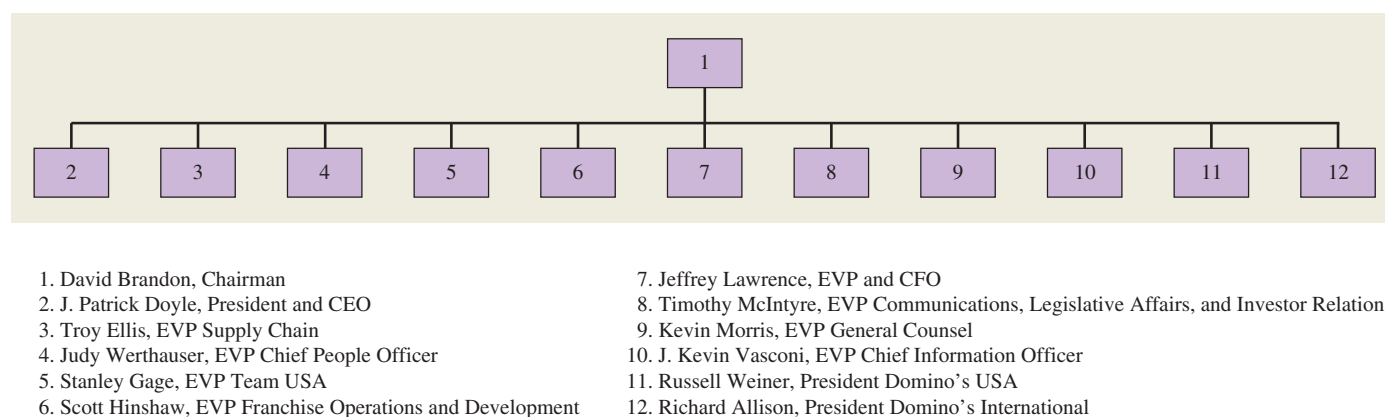 1
2 3 4 5 6 7 8 9 10 11 12
1. David Brandon, Chairman
2. J. Patrick Doyle, President and CEO
3. Troy Ellis, EVP Supply Chain
4. Judy Werthauser, EVP Chief People Officer
5. Stanley Gage, EVP Team USA
6. Scott Hinshaw, EVP Franchise Operations and Development
7. Jeffrey Lawrence, EVP and CFO
8. Timothy McIntyre, EVP Communications, Legislative Affairs, and Investor Relation
9. Kevin Morris, EVP General Counsel
10. J. Kevin Vasconi, EVP Chief Information Officer
11. Russell Weiner, President Domino’s USA
12. Richard Allison, President Domino’s International